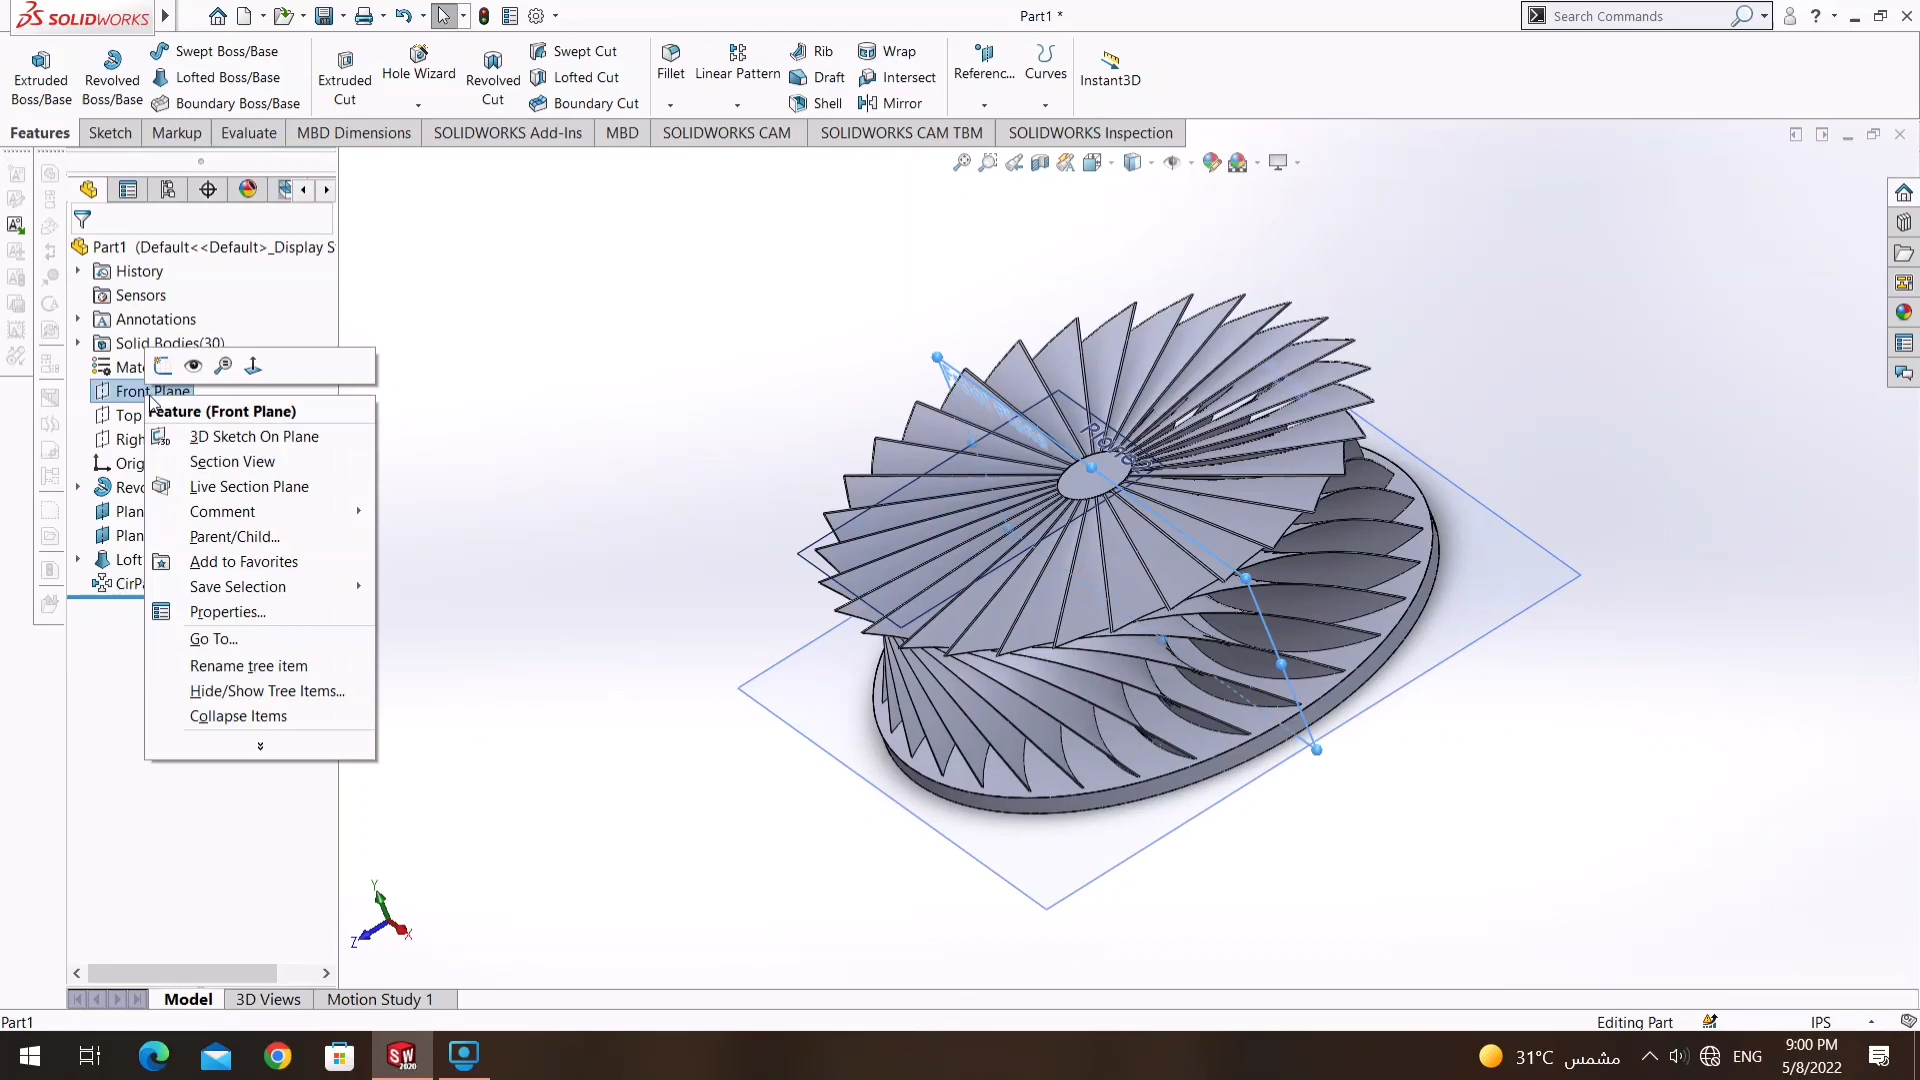 SOLIDWORKS
Part1 *
Search Commands
Extruded Boss/Base
Revolved Boss/Base
Swept Boss/Base
Lofted Boss/Base
Boundary Boss/Base
Extruded Cut
Hole Wizard
Revolved Cut
Swept Cut
Lofted Cut
Boundary Cut
Fillet
Linear Pattern
Rib
Draft
Shell
Wrap
Intersect
Mirror
Referenc...
Curves
Instant3D
Features Sketch Markup Evaluate MBD Dimensions SOLIDWORKS Add-Ins MBD SOLIDWORKS CAM SOLIDWORKS CAM TBM SOLIDWORKS Inspection
Part1 (Default<<Default>_Display S
History
Sensors
Annotations
Solid Bodies(30)
Mate
Front Plane
Top
Righ
Orig
Revo
Plan
Plan
Loft
CirPa
Feature (Front Plane)
3D Sketch On Plane
Section View
Live Section Plane
Comment
Parent/Child...
Add to Favorites
Save Selection
Properties...
Go To...
Rename tree item
Hide/Show Tree Items...
Collapse Items
Y
Z
X
Model 3D Views Motion Study 1
Part1
Editing Part
IPS
SW
2020
31°C مشمس
ENG
9:00 PM
5/8/2022